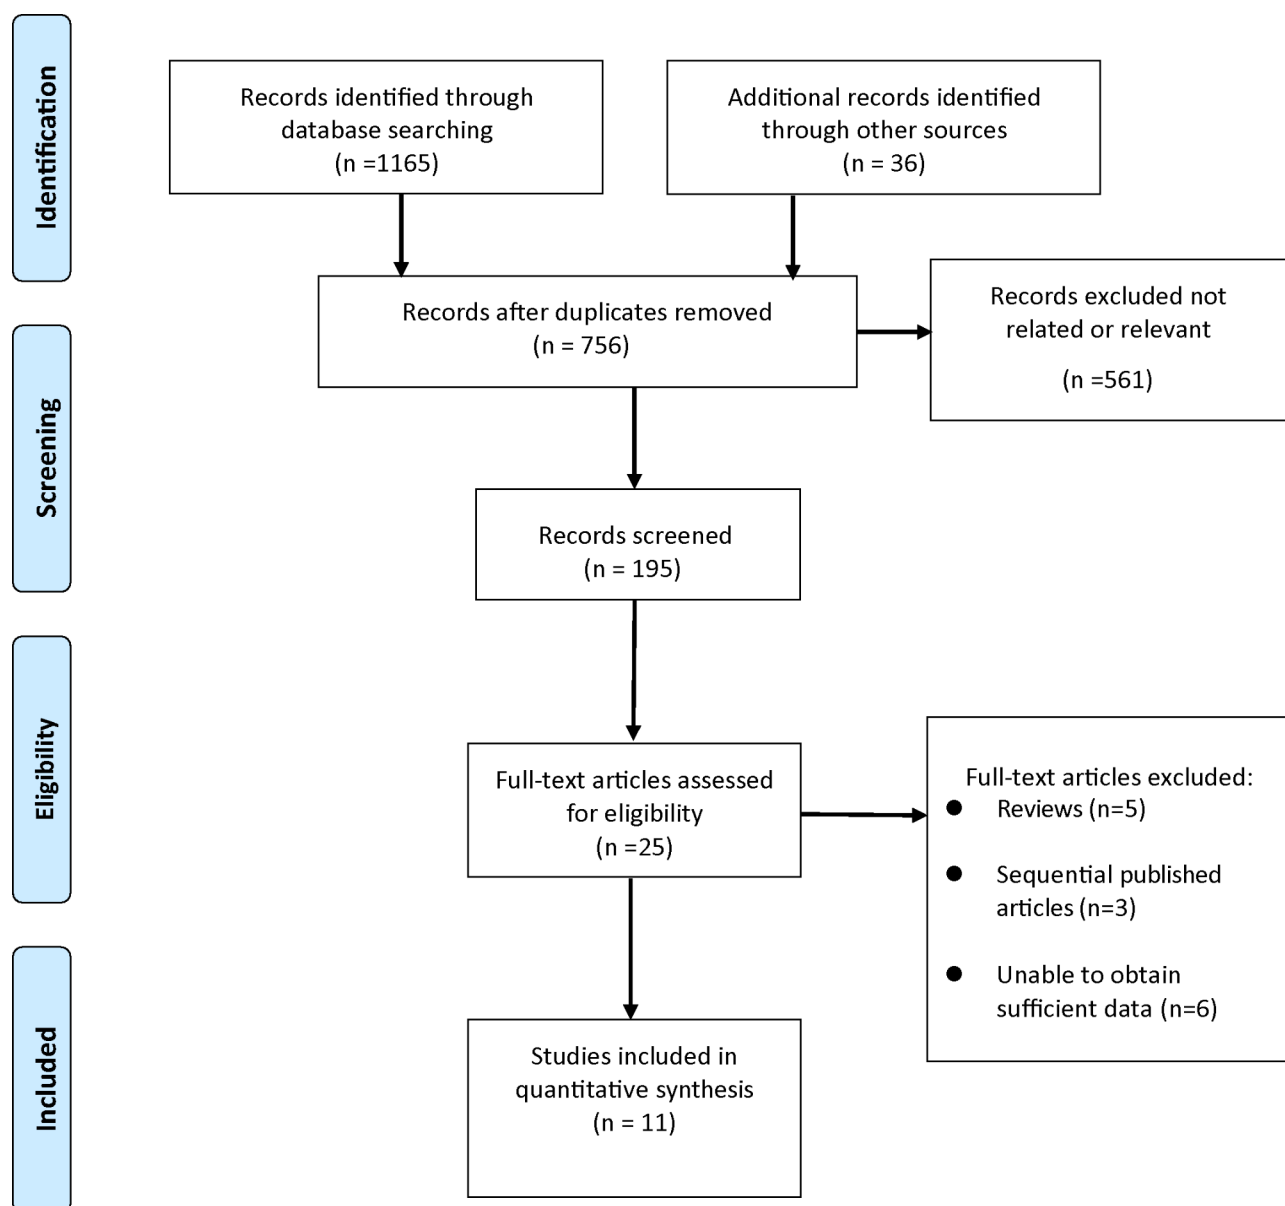 Identification
Records identified through
database searching
(n =1165)
Additional records identified
through other sources
(n = 36)
Records after duplicates removed
(n = 756)
Records excluded not
related or relevant
(n =561)
Screening
Records screened
(n = 195)
Eligibility
Full-text articles assessed
for eligibility
(n =25)
Full-text articles excluded:
● Reviews (n=5)
● Sequential published
articles (n=3)
● Unable to obtain
sufficient data (n=6)
Included
Studies included in
quantitative synthesis
(n = 11)